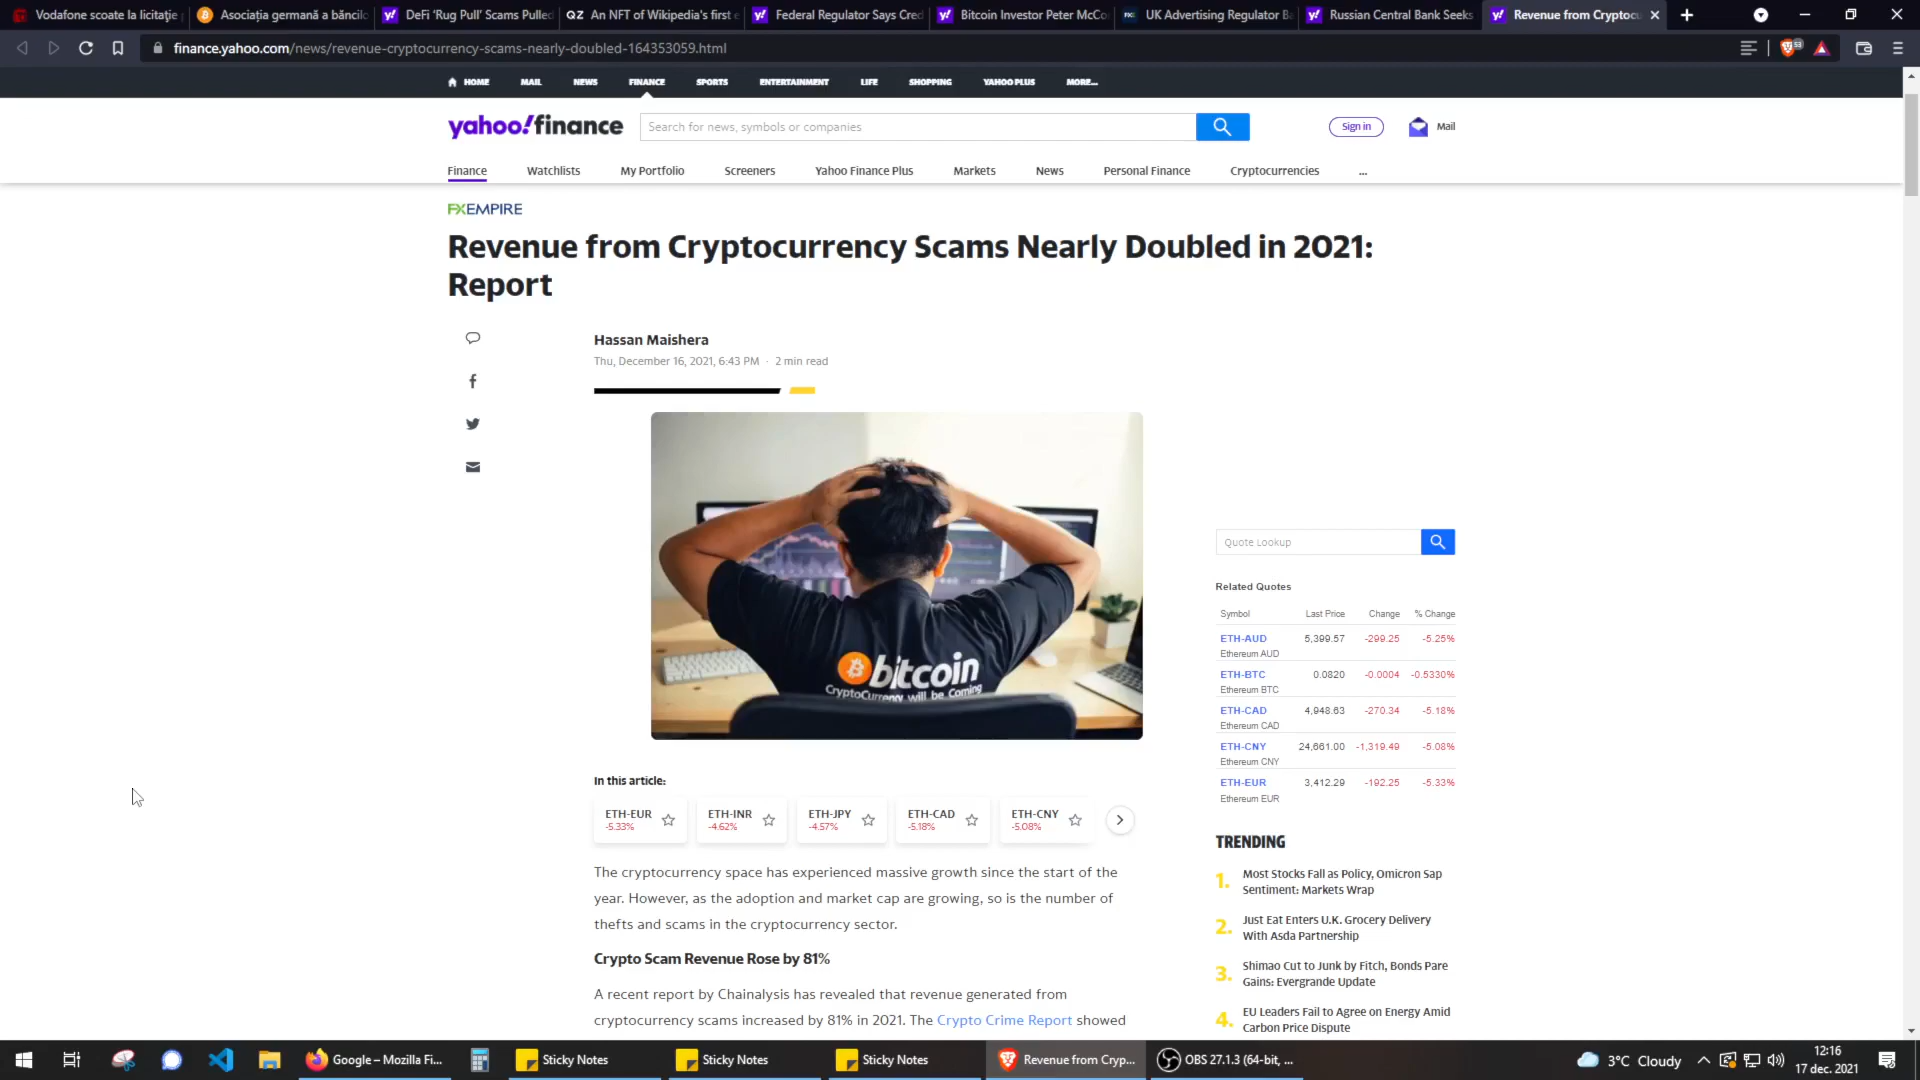 Vodafone scoate la licitaţie
Asociația germană a băncilo
DeFi 'Rug Pull' Scams Pulled
QZ An NFT of Wikipedia's first e
Federal Regulator Says Cred
Bitcoin Investor Peter McCo
UK Advertising Regulator Ba
Russian Central Bank Seeks
Revenue from Cryptocu
finance.yahoo.com/news/revenue-cryptocurrency-scams-nearly-doubled-164353059.html
HOME MAIL NEWS FINANCE SPORTS ENTERTAINMENT LIFE SHOPPING YAHOO PLUS MORE...
yahoo!finance
Search for news, symbols or companies
Sign in
Mail
Finance Watchlists My Portfolio Screeners Yahoo Finance Plus Markets News Personal Finance Cryptocurrencies ...
FXEMPIRE
Revenue from Cryptocurrency Scams Nearly Doubled in 2021:
Report
Hassan Maishera
Thu, December 16, 2021, 6:43 PM · 2 min read
bitcoin
CryptoCurrency will be Coming
In this article:
ETH-EUR ETH-INR ETH-JPY ETH-CAD ETH-CNY
-5.33% -4.62% -4.57% -5.18% -5.08%
The cryptocurrency space has experienced massive growth since the start of the
year. However, as the adoption and market cap are growing, so is the number of
thefts and scams in the cryptocurrency sector.
Crypto Scam Revenue Rose by 81%
A recent report by Chainalysis has revealed that revenue generated from
cryptocurrency scams increased by 81% in 2021. The Crypto Crime Report showed
Quote Lookup
Related Quotes
Symbol Last Price Change % Change
ETH-AUD 5,399.57 -299.25 -5.25%
Ethereum AUD
ETH-BTC 0.0820 -0.0004 -0.5330%
Ethereum BTC
ETH-CAD 4,948.63 -270.34 -5.18%
Ethereum CAD
ETH-CNY 24,661.00 -1,319.49 -5.08%
Ethereum CNY
ETH-EUR 3,412.29 -192.25 -5.33%
Ethereum EUR
TRENDING
1. Most Stocks Fall as Policy, Omicron Sap
Sentiment: Markets Wrap
2. Just Eat Enters U.K. Grocery Delivery
With Asda Partnership
3. Shimao Cut to Junk by Fitch, Bonds Pare
Gains: Evergrande Update
4. EU Leaders Fail to Agree on Energy Amid
Carbon Price Dispute
Google – Mozilla Fi...
Sticky Notes
Sticky Notes
Sticky Notes
Revenue from Cryp...
OBS 27.1.3 (64-bit, ...
3°C Cloudy
12:16
17 dec. 2021